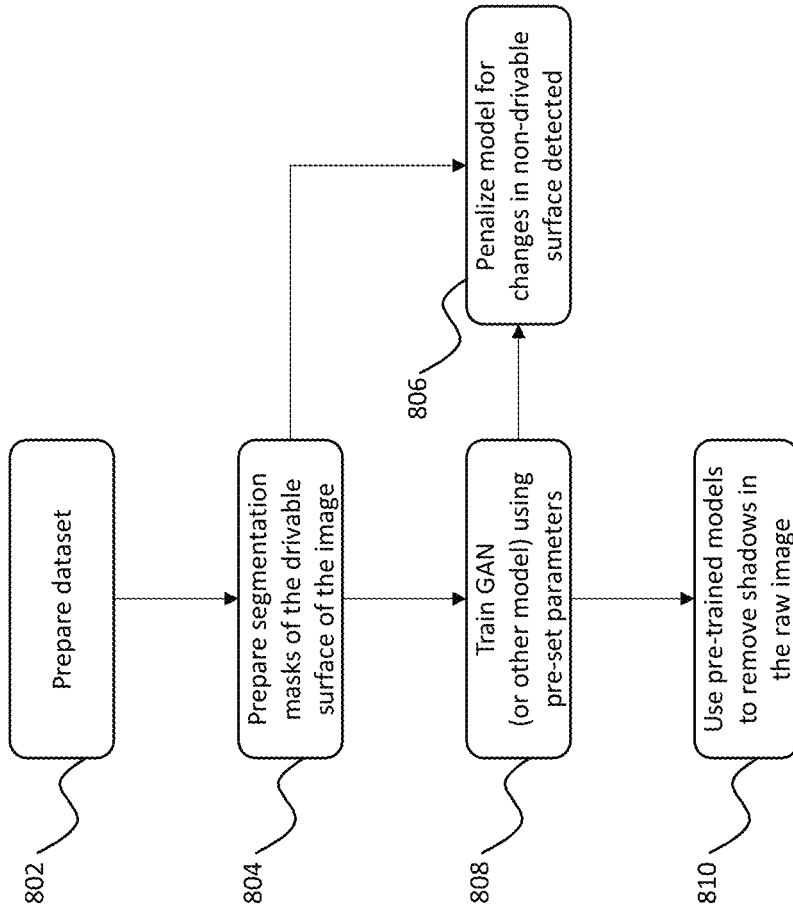 802
Prepare dataset
804
Prepare segmentation
masks of the drivable
surface of the image
806
Penalize model for
changes in non-drivable
surface detected
808
Train GAN
(or other model) using
pre-set parameters
810
Use pre-trained models
to remove shadows in
the raw image